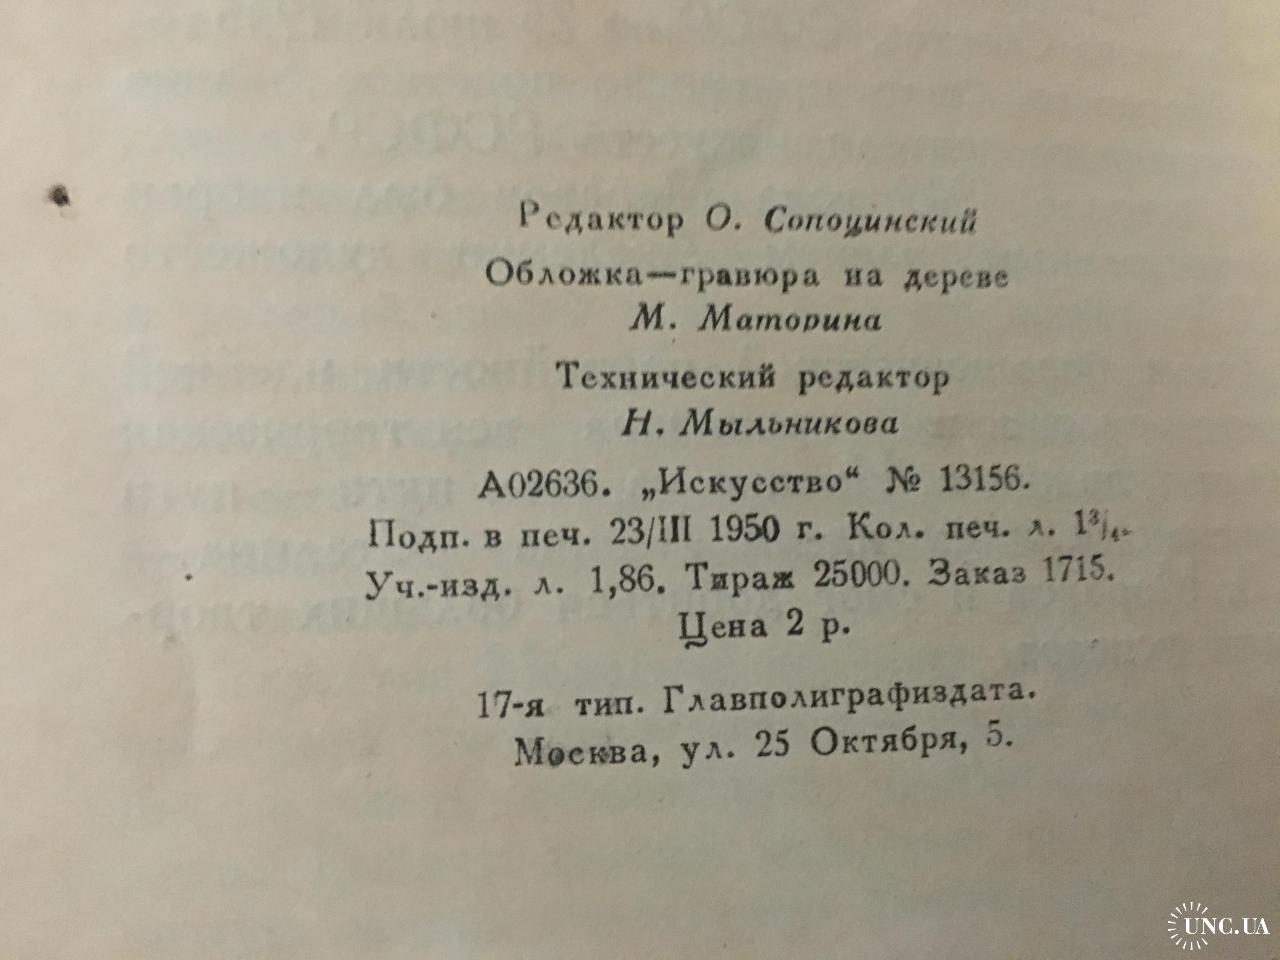 Редактор О. Сопоцинский
Обложка—гравюра на дереве
М. Маторина
Технический редактор
Н. Мыльникова
А02636. „Искусство“ № 13156.
Подп. в печ. 23/III 1950 г. Кол. печ. л. 1³/₄.
Уч.-изд. л. 1,86. Тираж 25000. Заказ 1715.
Цена 2 р.
17-я тип. Главполиграфиздата.
Москва, ул. 25 Октября, 5.
UNC.UA